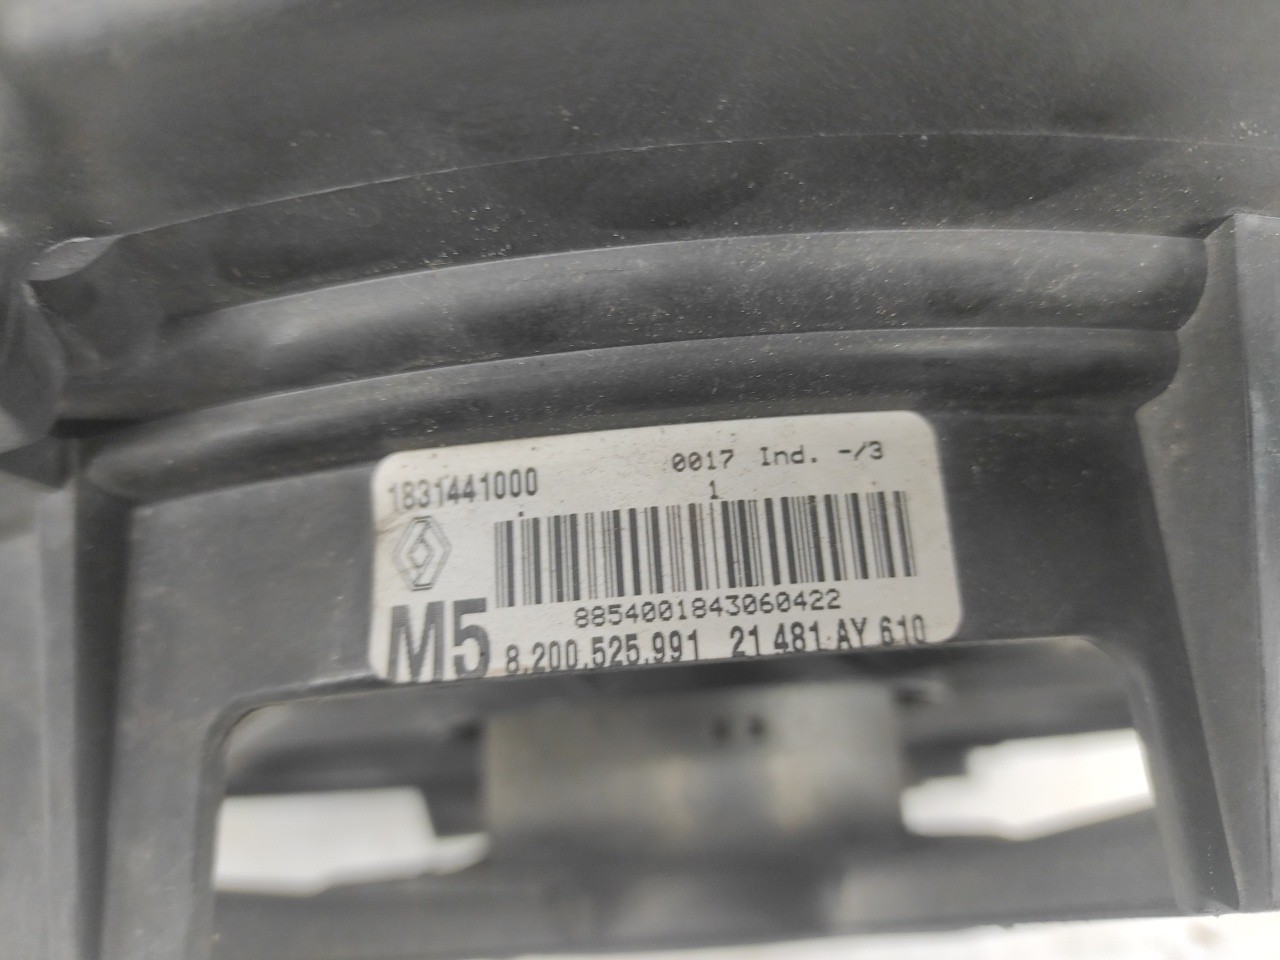 1831441000 0017 Ind. -/3
1
8854001843060422
M5 8.200.525.991 21 481 AY 610